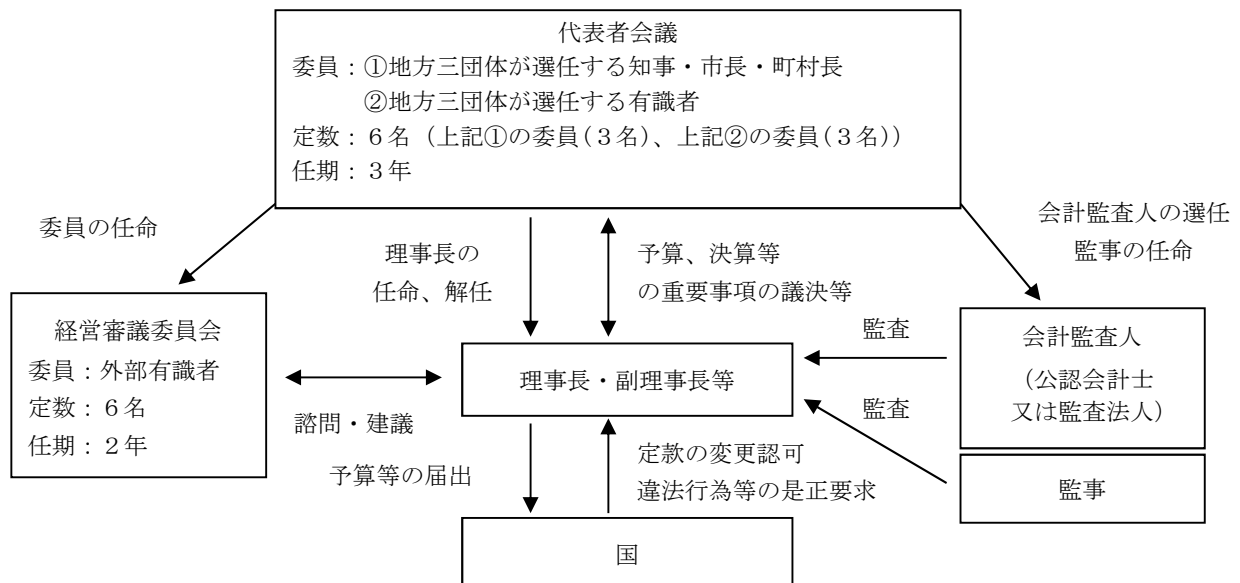 代表者会議
委員：①地方三団体が選任する知事・市長・町村長
②地方三団体が選任する有識者
定数：６名（上記①の委員(３名)、上記②の委員(３名)）
任期：３年
委員の任命
理事長の
任命、解任
予算、決算等
の重要事項の議決等
会計監査人の選任
監事の任命
経営審議委員会
委員：外部有識者
定数：６名
任期：２年
諮問・建議
理事長・副理事長等
監査
監査
会計監査人
（公認会計士
又は監査法人）
監事
予算等の届出
定款の変更認可
違法行為等の是正要求
国